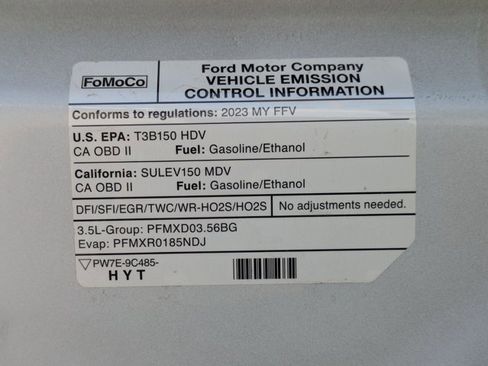 FoMoCo
Ford Motor Company
VEHICLE EMISSION
CONTROL INFORMATION
Conforms to regulations: 2023 MY FFV
U.S. EPA: T3B150 HDV
CA OBD II Fuel: Gasoline/Ethanol
California: SULEV150 MDV
CA OBD II Fuel: Gasoline/Ethanol
DFI/SFI/EGR/TWC/WR-HO2S/HO2S No adjustments needed.
3.5L-Group: PFMXD03.56BG
Evap: PFMXR0185NDJ
PW7E-9C485-
HYT